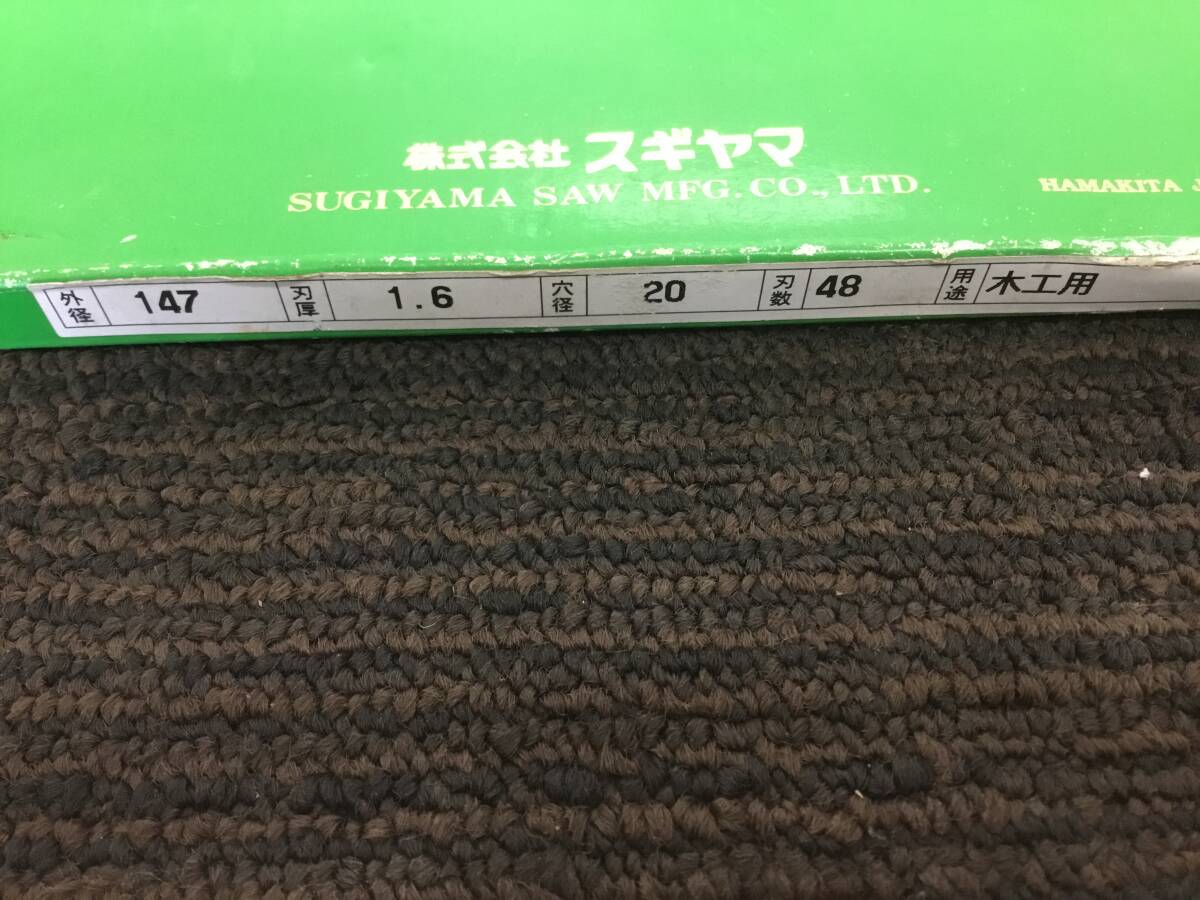 株式会社 スギヤマ
SUGIYAMA SAW MFG. CO., LTD.
HAMAKITA
外径 147 刃厚 1.6 穴径 20 刃数 48 用途 木工用